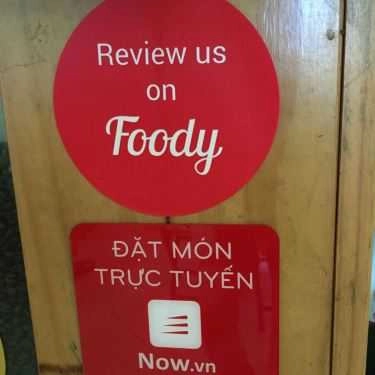 Review us
on
Foody
ĐẶT MÓN
TRỰC TUYẾN
Now.vn